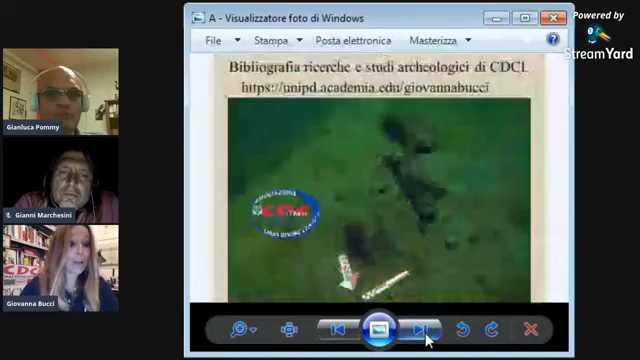 A - Visualizzatore foto di Windows
File
Stampa
Posta elettronica
Masterizza
Powered by
StreamYard
Bibliografia ricerche e studi archeologici di CDCL
https://unipd.academia.edu/giovannabucci
Gianluca Pommy
Gianni Marchesini
Giovanna Bucci